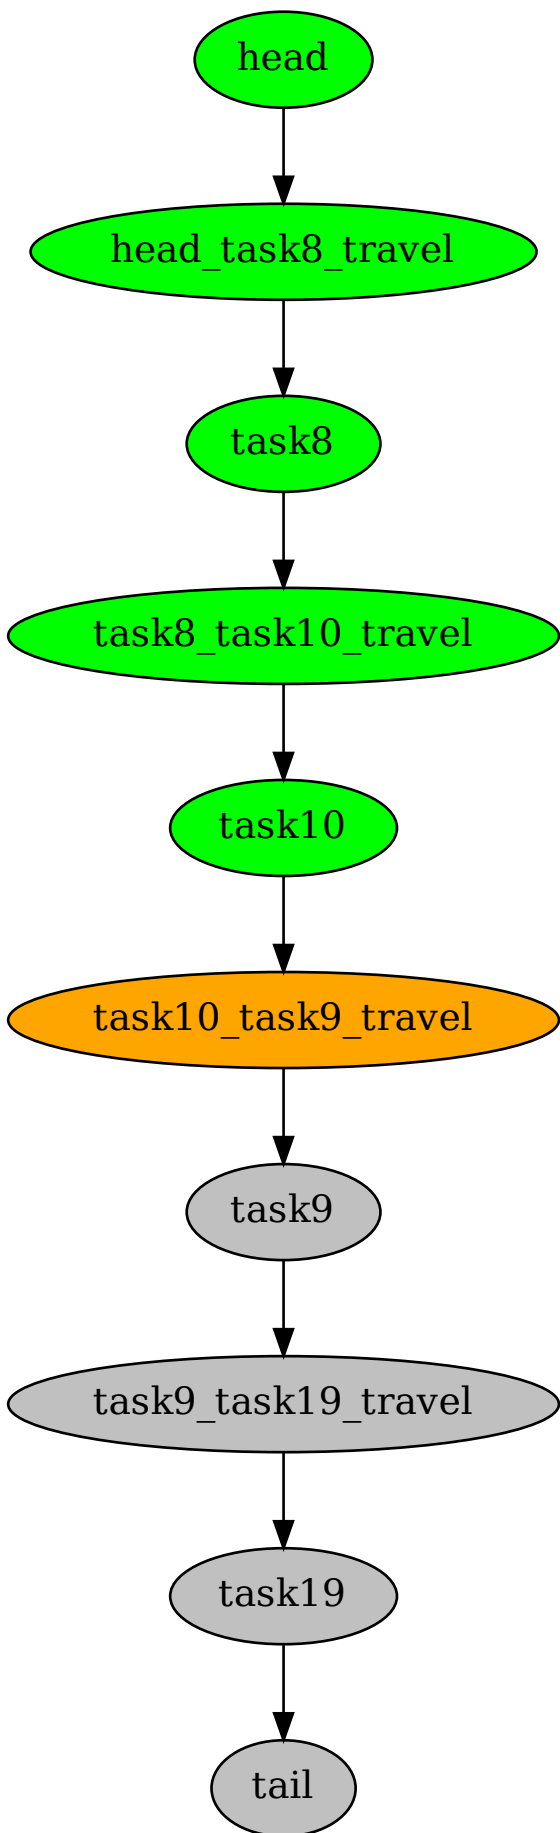 head
head_task8_travel
task8
task8_task10_travel
task10
task10_task9_travel
task9
task9_task19_travel
task19
tail